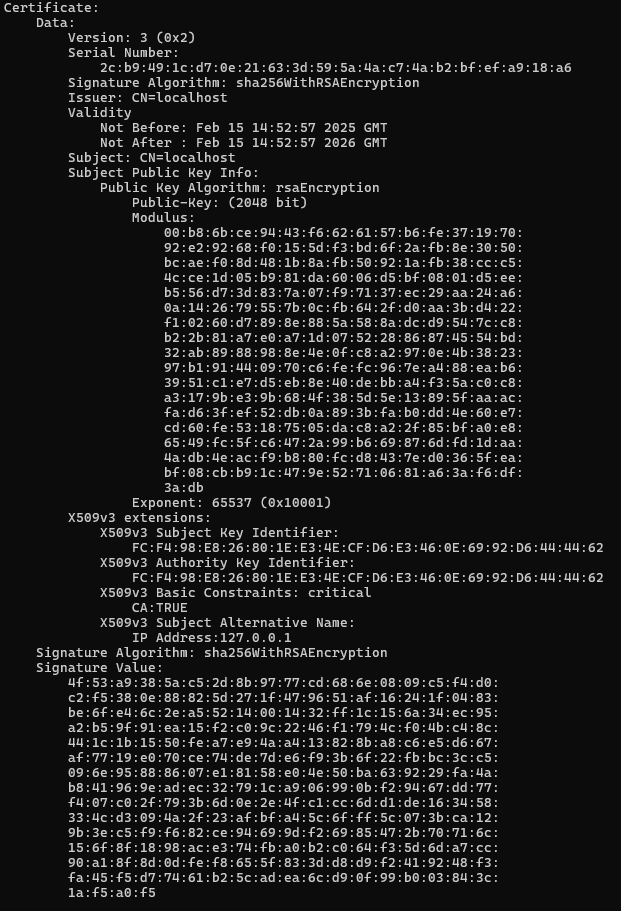 Certificate:
Data:
Version: 3 (0x2)
Serial Number:
2c:b9:49:1c:d7:0e:21:63:3d:59:5a:4a:c7:4a:b2:bf:ef:a9:18:a6
Signature Algorithm: sha256WithRSAEncryption
Issuer: CN=localhost
Validity
Not Before: Feb 15 14:52:57 2025 GMT
Not After : Feb 15 14:52:57 2026 GMT
Subject: CN=localhost
Subject Public Key Info:
Public Key Algorithm: rsaEncryption
Public-Key: (2048 bit)
Modulus:
00:b8:6b:ce:94:43:f6:62:61:57:b6:fe:37:19:70:
92:e2:92:68:f0:15:5d:f3:bd:6f:2a:fb:8e:30:50:
bc:ae:f0:8d:48:1b:8a:fb:50:92:1a:fb:38:cc:c5:
4c:ce:1d:05:b9:81:da:60:06:d5:bf:08:01:d5:ee:
b5:56:d7:3d:83:7a:07:f9:71:37:ec:29:aa:24:a6:
0a:14:26:79:55:7b:0c:fb:64:2f:d0:aa:3b:d4:22:
f1:02:60:d7:89:8e:88:5a:58:8a:dc:d9:54:7c:c8:
b2:2b:81:a7:e0:a7:1d:07:52:28:86:87:45:54:bd:
32:ab:89:88:98:8e:4e:0f:c8:a2:97:0e:4b:38:23:
97:b1:91:44:09:70:c6:fe:fc:96:7e:a4:88:ea:b6:
39:51:c1:e7:d5:eb:8e:40:de:bb:a4:f3:5a:c0:c8:
a3:17:9b:e3:9b:68:4f:38:5d:5e:13:89:5f:aa:ac:
fa:d6:3f:ef:52:db:0a:89:3b:fa:b0:dd:4e:60:e7:
cd:60:fe:53:18:75:05:da:c8:a2:2f:85:bf:a0:e8:
65:49:fc:5f:c6:47:2a:99:b6:69:87:6d:fd:1d:aa:
4a:db:4e:ac:f9:b8:80:fc:d8:43:7e:d0:36:5f:ea:
bf:08:cb:b9:1c:47:9e:52:71:06:81:a6:3a:f6:df:
3a:db
Exponent: 65537 (0x10001)
X509v3 extensions:
X509v3 Subject Key Identifier:
FC:F4:98:E8:26:80:1E:E3:4E:CF:D6:E3:46:0E:69:92:D6:44:44:62
X509v3 Authority Key Identifier:
FC:F4:98:E8:26:80:1E:E3:4E:CF:D6:E3:46:0E:69:92:D6:44:44:62
X509v3 Basic Constraints: critical
CA:TRUE
X509v3 Subject Alternative Name:
IP Address:127.0.0.1
Signature Algorithm: sha256WithRSAEncryption
Signature Value:
4f:53:a9:38:5a:c5:2d:8b:97:77:cd:68:6e:08:09:c5:f4:d0:
c2:f5:38:0e:88:82:5d:27:1f:47:96:51:af:16:24:1f:04:83:
be:6f:e4:6c:2e:a5:52:14:00:14:32:ff:1c:15:6a:34:ec:95:
a2:b5:9f:91:ea:15:f2:c0:9c:22:46:f1:79:4c:f0:4b:c4:8c:
44:1c:1b:15:50:fe:a7:e9:4a:a4:13:82:8b:a8:c6:e5:d6:67:
af:77:19:e0:70:ce:74:de:7d:e6:f9:3b:6f:22:fb:bc:3c:c5:
09:6e:95:88:86:07:e1:81:58:e0:4e:50:ba:63:92:29:fa:4a:
b8:41:96:9e:ad:ec:32:79:1c:a9:06:99:0b:f2:94:67:dd:77:
f4:07:c0:2f:79:3b:6d:0e:2e:4f:c1:cc:6d:d1:de:16:34:58:
33:4c:d3:09:4a:2f:23:af:bf:a4:5c:6f:ff:5c:07:3b:ca:12:
9b:3e:c5:f9:f6:82:ce:94:69:9d:f2:69:85:47:2b:70:71:6c:
15:6f:8f:18:98:ac:e3:74:fb:a0:b2:c0:64:f3:5d:6d:a7:cc:
90:a1:8f:8d:0d:fe:f8:65:5f:83:3d:d8:d9:f2:41:92:48:f3:
fa:45:f5:d7:74:61:b2:5c:ad:ea:6c:d9:0f:99:b0:03:84:3c:
1a:f5:a0:f5